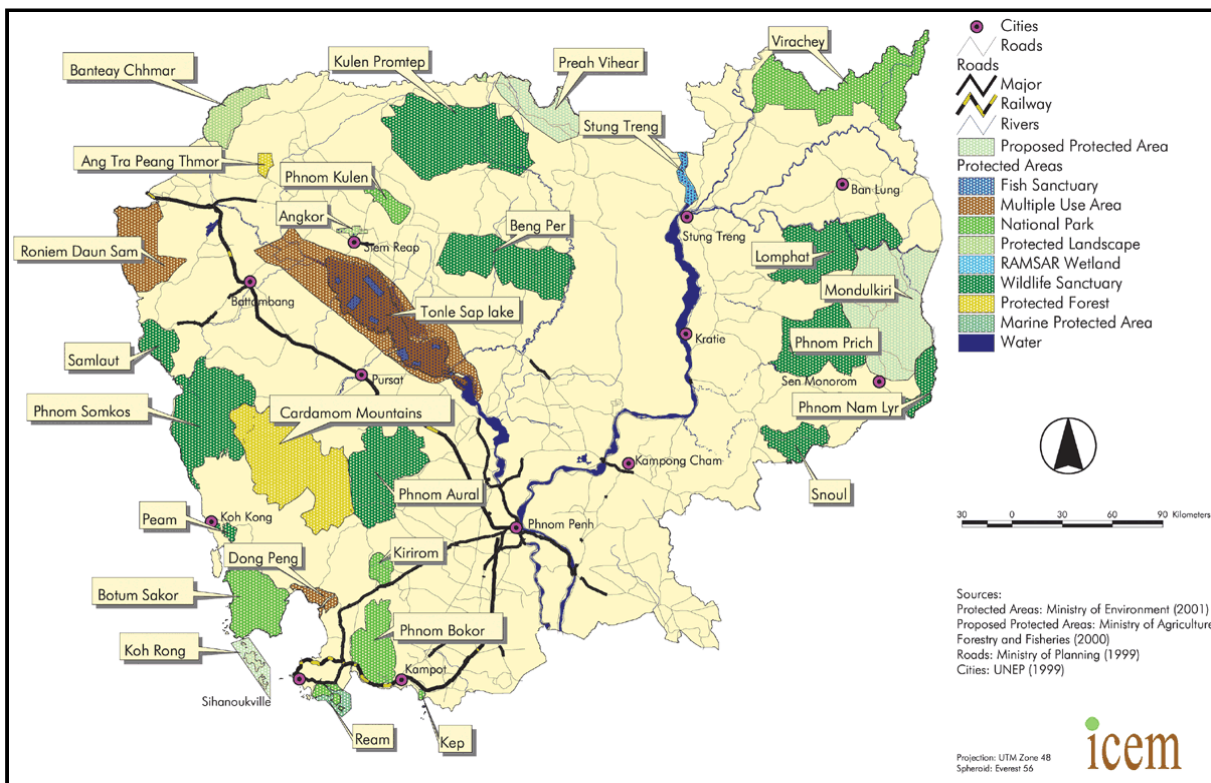 Banteay Chhmar
Kulen Promtep
Preah Vihear
Virachey
Stung Treng
Ang Tra Peang Thmor
Phnom Kulen
Ban Lung
Angkor
Siem Reap
Beng Per
Stung Treng
Roniem Daun Sam
Lomphat
Battambang
Mondulkiri
Tonle Sap lake
Kratie
Phnom Prich
Samlaut
Pursat
Sen Monorom
Phnom Nam Lyr
Phnom Somkos
Cardamom Mountains
Kampong Cham
Phnom Aural
Snoul
Koh Kong
Peam
Phnom Penh
Dong Peng
Kirirom
Botum Sakor
Phnom Bokor
Koh Rong
Kampot
Sihanoukville
Ream
Kep
Cities
Roads
Roads
Major
Railway
Rivers
Proposed Protected Area
Protected Areas
Fish Sanctuary
Multiple Use Area
National Park
Protected Landscape
RAMSAR Wetland
Wildlife Sanctuary
Protected Forest
Marine Protected Area
Water
30 0 30 60 90 Kilometers
Sources:
Protected Areas: Ministry of Environment (2001)
Proposed Protected Areas: Ministry of Agriculture
Forestry and Fisheries (2000)
Roads: Ministry of Planning (1999)
Cities: UNEP (1999)
Projection: UTM Zone 48
Spheroid: Everest 56
icem